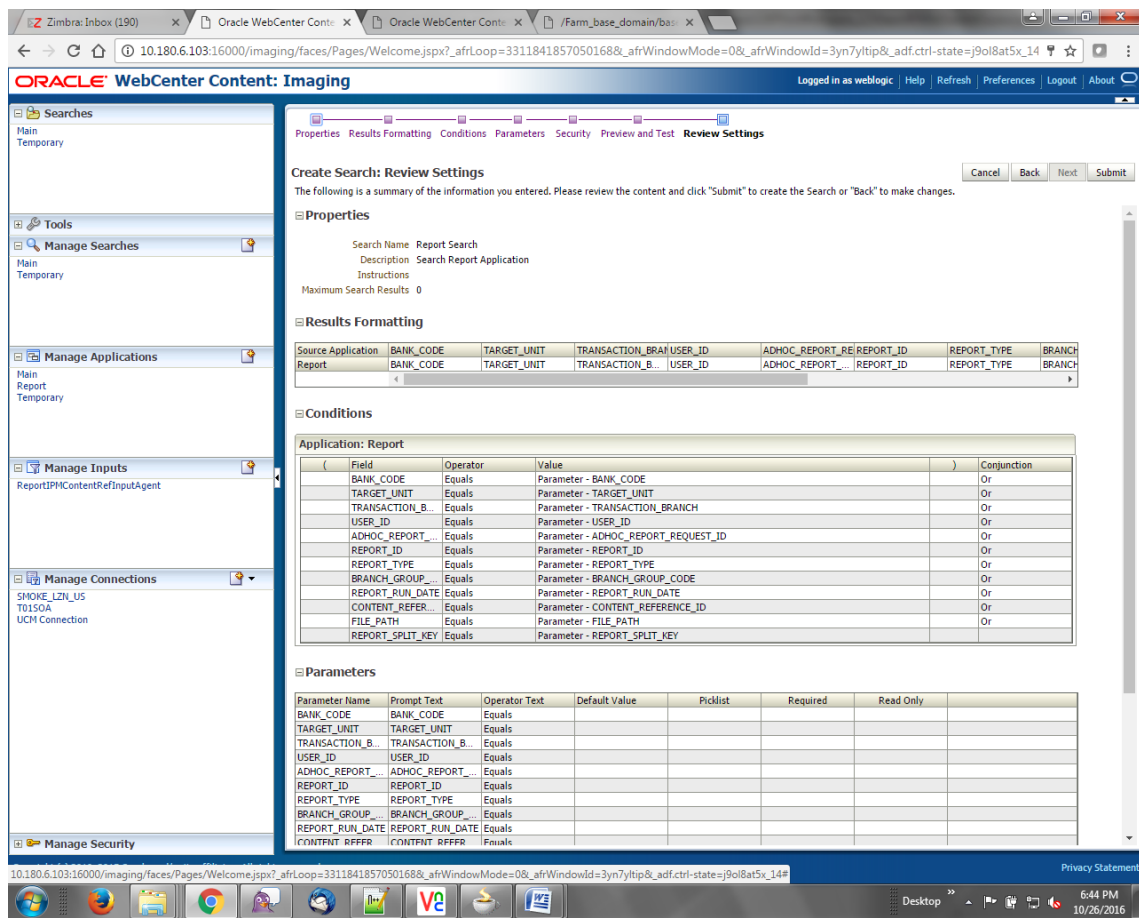 Zimbra: Inbox (190)
Oracle WebCenter Conte
Oracle WebCenter Conte
/Farm_base_domain/bas
10.180.6.103:16000/imaging/faces/Pages/Welcome.jspx?_afrLoop=3311841857050168&_afrWindowMode=0&_afrWindowId=3yn7yltip&_adf.ctrl-state=j9ol8at5x_14
ORACLE WebCenter Content: Imaging
Logged in as weblogic | Help | Refresh | Preferences | Logout | About
Searches
Main
Temporary
Tools
Manage Searches
Main
Temporary
Manage Applications
Main
Report
Temporary
Manage Inputs
ReportIPMContentRefInputAgent
Manage Connections
SMOKE_LZN_US
T01SOA
UCM Connection
Manage Security
Properties Results Formatting Conditions Parameters Security Preview and Test Review Settings
Create Search: Review Settings
Cancel Back Next Submit
The following is a summary of the information you entered. Please review the content and click "Submit" to create the Search or "Back" to make changes.
Properties
Search Name Report Search
Description Search Report Application
Instructions
Maximum Search Results 0
Results Formatting
Source Application BANK_CODE TARGET_UNIT TRANSACTION_BRAN USER_ID ADHOC_REPORT_RE REPORT_ID REPORT_TYPE BRANCH
Report BANK_CODE TARGET_UNIT TRANSACTION_B... USER_ID ADHOC_REPORT_... REPORT_ID REPORT_TYPE BRANCH
Conditions
Application: Report
( Field Operator Value ) Conjunction
BANK_CODE Equals Parameter - BANK_CODE Or
TARGET_UNIT Equals Parameter - TARGET_UNIT Or
TRANSACTION_B... Equals Parameter - TRANSACTION_BRANCH Or
USER_ID Equals Parameter - USER_ID Or
ADHOC_REPORT_... Equals Parameter - ADHOC_REPORT_REQUEST_ID Or
REPORT_ID Equals Parameter - REPORT_ID Or
REPORT_TYPE Equals Parameter - REPORT_TYPE Or
BRANCH_GROUP_... Equals Parameter - BRANCH_GROUP_CODE Or
REPORT_RUN_DATE Equals Parameter - REPORT_RUN_DATE Or
CONTENT_REFER... Equals Parameter - CONTENT_REFERENCE_ID Or
FILE_PATH Equals Parameter - FILE_PATH Or
REPORT_SPLIT_KEY Equals Parameter - REPORT_SPLIT_KEY
Parameters
Parameter Name Prompt Text Operator Text Default Value Picklist Required Read Only
BANK_CODE BANK_CODE Equals
TARGET_UNIT TARGET_UNIT Equals
TRANSACTION_B... TRANSACTION_B... Equals
USER_ID USER_ID Equals
ADHOC_REPORT_... ADHOC_REPORT_... Equals
REPORT_ID REPORT_ID Equals
REPORT_TYPE REPORT_TYPE Equals
BRANCH_GROUP_... BRANCH_GROUP_... Equals
REPORT_RUN_DATE REPORT_RUN_DATE Equals
CONTENT_REFER CONTENT_REFER Equals
Privacy Statement
10.180.6.103:16000/imaging/faces/Pages/Welcome.jspx?_afrLoop=3311841857050168&_afrWindowMode=0&_afrWindowId=3yn7yltip&_adf.ctrl-state=j9ol8at5x_14#
Desktop
6:44 PM
10/26/2016